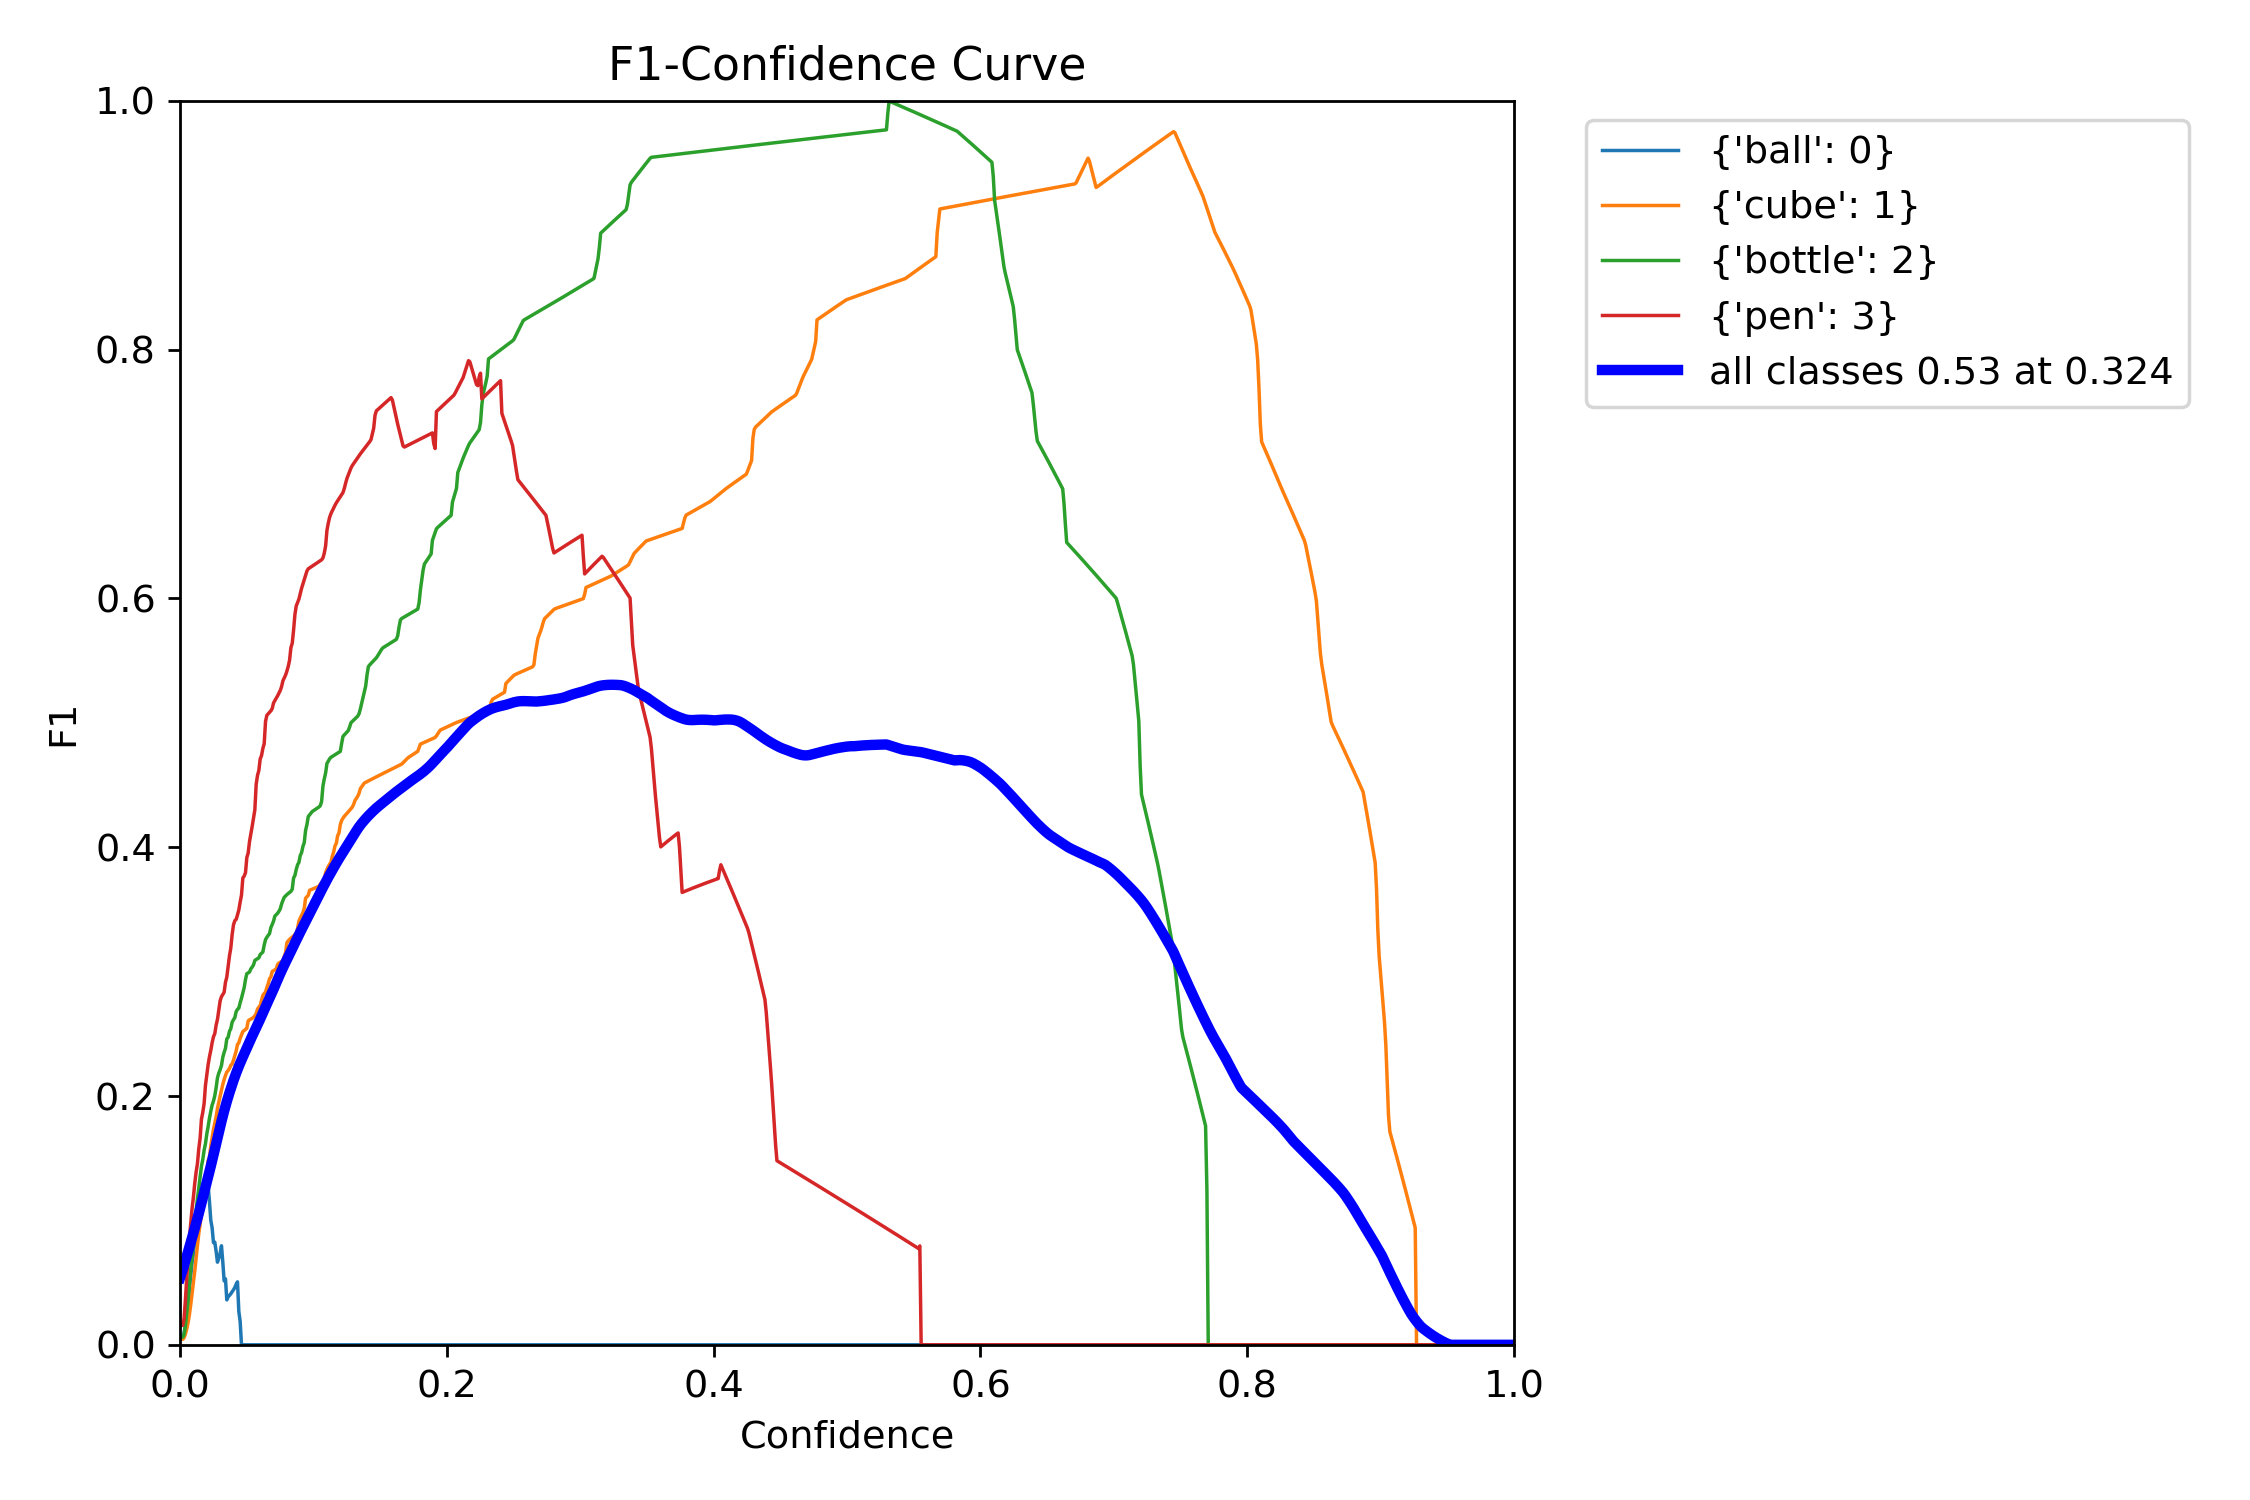 F1-Confidence Curve
1.0
0.8
0.6
0.4
0.2
0.0
F1
0.0 0.2 0.4 0.6 0.8 1.0
Confidence
{'ball': 0}
{'cube': 1}
{'bottle': 2}
{'pen': 3}
all classes 0.53 at 0.324